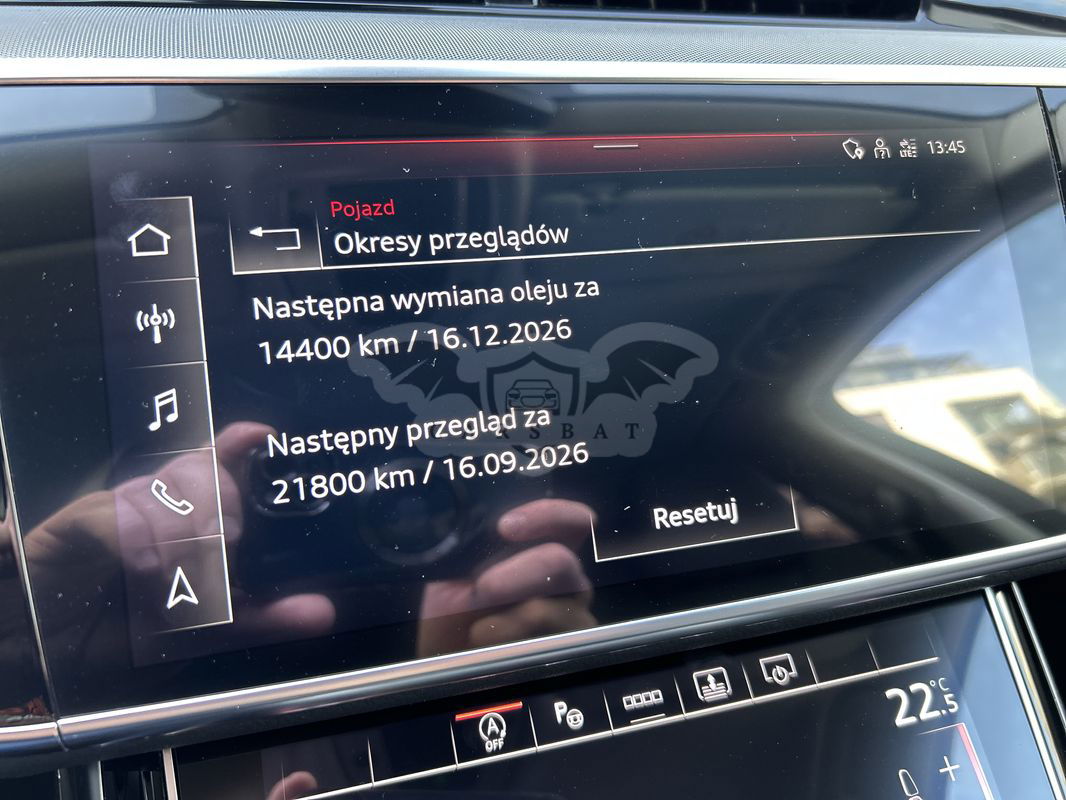 13:45
Pojazd
Okresy przeglądów
Następna wymiana oleju za
14400 km / 16.12.2026
Następny przegląd za
21800 km / 16.09.2026
Resetuj
A
OFF
P
22.5 °C
+